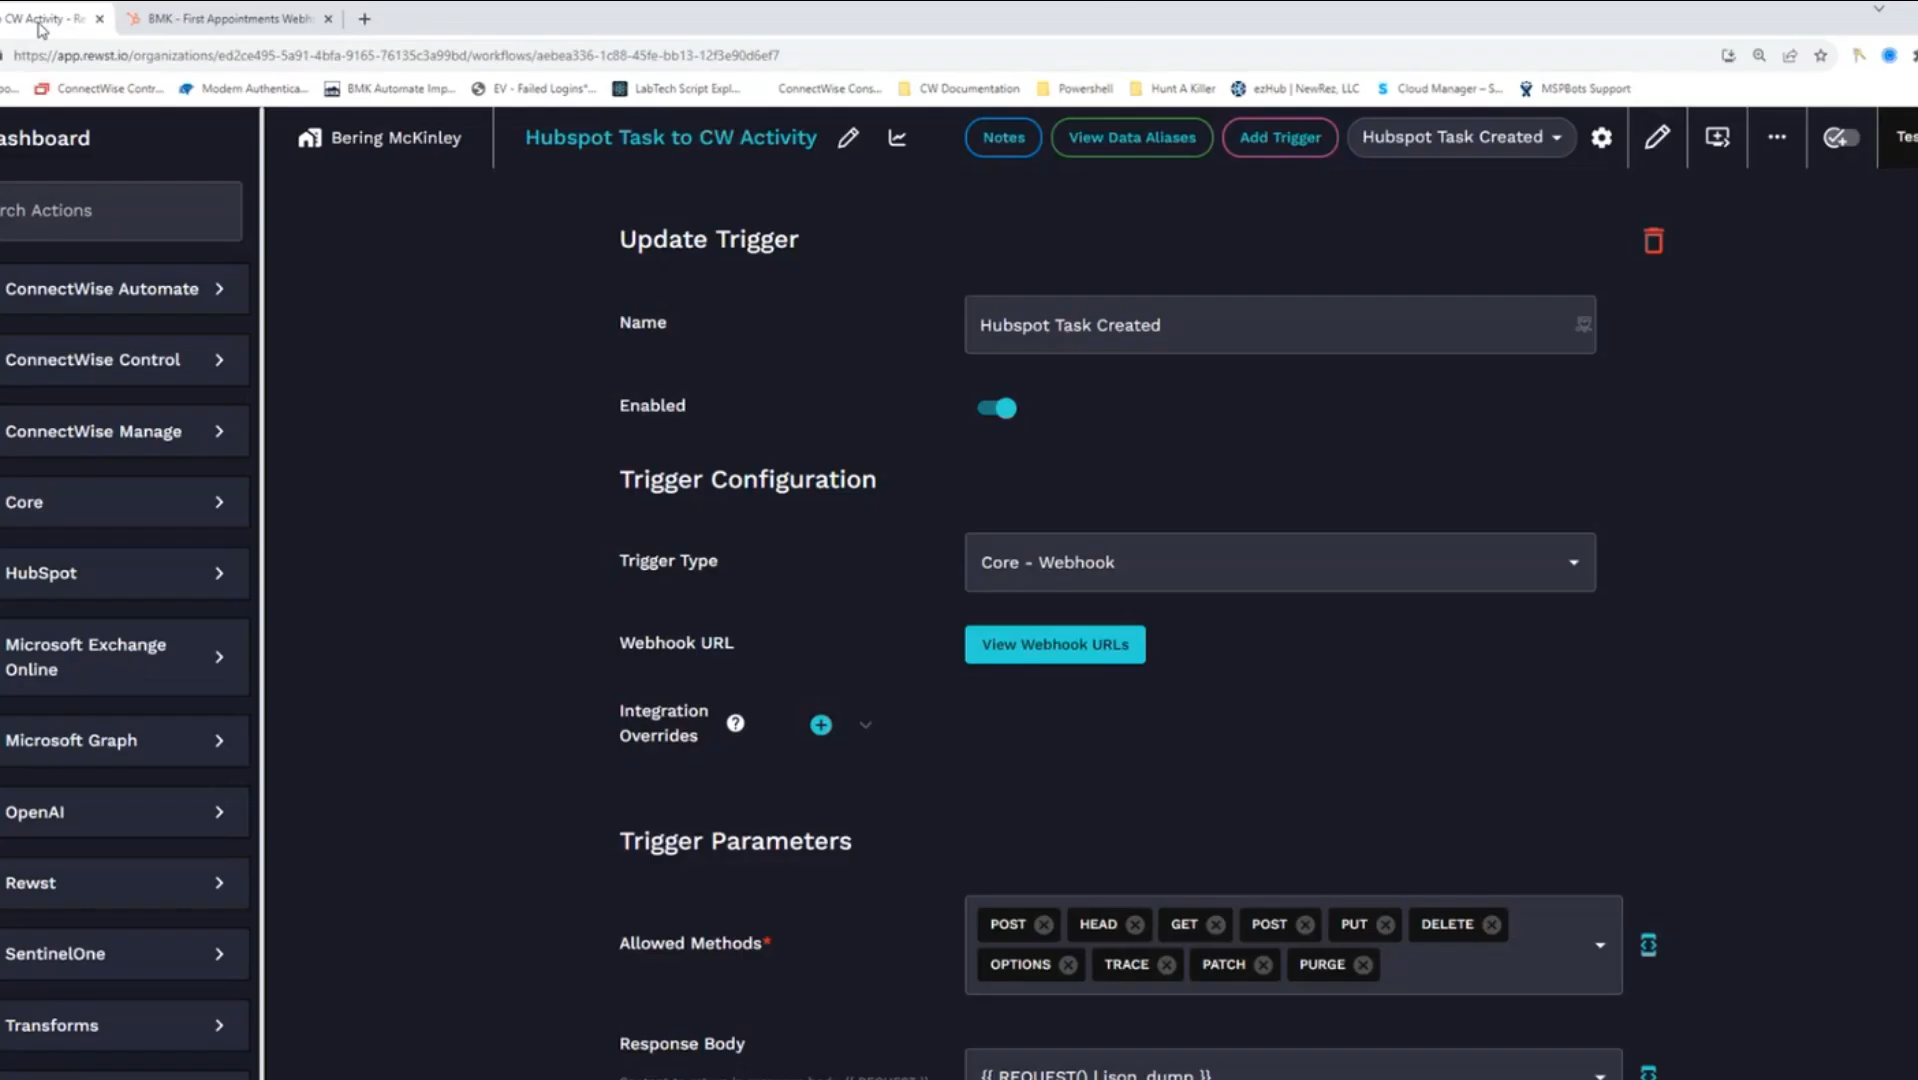 CW Activity - Re
BMK - First Appointments Webh
https://app.rewst.io/organizations/ed2ce495-5a91-4bfa-9165-76135c3a99bd/workflows/aebea336-1c88-45fe-bb13-12f3e90d6ef7
ConnectWise Contr...
Modern Authentica...
BMK Automate Imp...
EV - Failed Logins"...
LabTech Script Expl...
ConnectWise Cons...
CW Documentation
Powershell
Hunt A Killer
ezHub | NewRez, LLC
Cloud Manager – S...
MSPBots Support
ashboard
Bering McKinley
Hubspot Task to CW Activity
Notes
View Data Aliases
Add Trigger
Hubspot Task Created
Tes
rch Actions
ConnectWise Automate
ConnectWise Control
ConnectWise Manage
Core
HubSpot
Microsoft Exchange
Online
Microsoft Graph
OpenAI
Rewst
SentinelOne
Transforms
Update Trigger
Name
Hubspot Task Created
Enabled
Trigger Configuration
Trigger Type
Core - Webhook
Webhook URL
View Webhook URLs
Integration
Overrides
Trigger Parameters
Allowed Methods*
POST HEAD GET POST PUT DELETE
OPTIONS TRACE PATCH PURGE
Response Body
{{ REQUEST() | json_dump }}